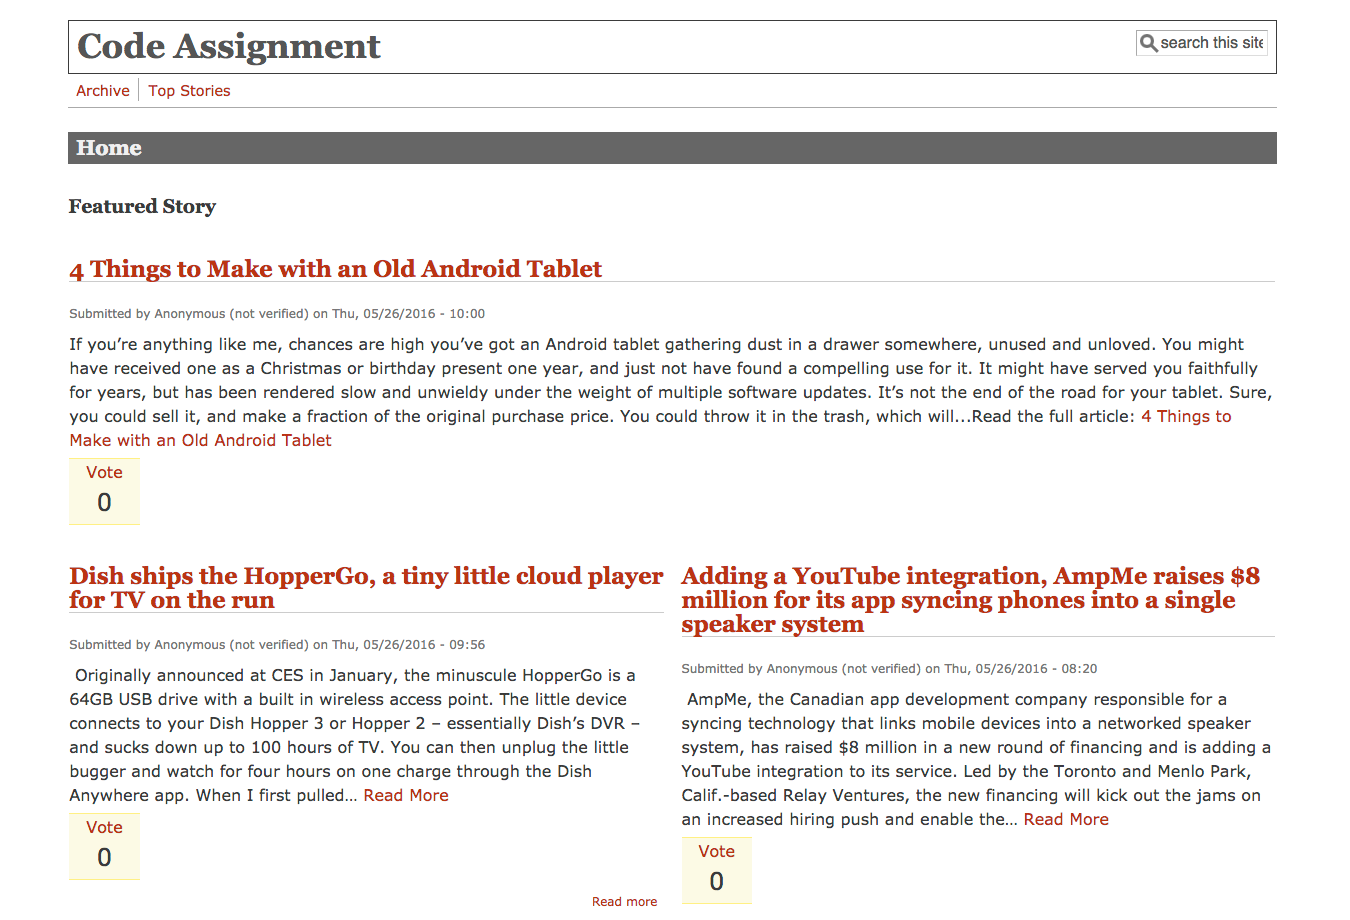 Code Assignment
search this site
Archive
Top Stories
Home
Featured Story
4 Things to Make with an Old Android Tablet
Submitted by Anonymous (not verified) on Thu, 05/26/2016 - 10:00
If you’re anything like me, chances are high you’ve got an Android tablet gathering dust in a drawer somewhere, unused and unloved. You might
have received one as a Christmas or birthday present one year, and just not have found a compelling use for it. It might have served you faithfully
for years, but has been rendered slow and unwieldy under the weight of multiple software updates. It’s not the end of the road for your tablet. Sure,
you could sell it, and make a fraction of the original purchase price. You could throw it in the trash, which will...Read the full article: 4 Things to
Make with an Old Android Tablet
Vote
0
Dish ships the HopperGo, a tiny little cloud player
for TV on the run
Submitted by Anonymous (not verified) on Thu, 05/26/2016 - 09:56
Originally announced at CES in January, the minuscule HopperGo is a
64GB USB drive with a built in wireless access point. The little device
connects to your Dish Hopper 3 or Hopper 2 – essentially Dish’s DVR –
and sucks down up to 100 hours of TV. You can then unplug the little
bugger and watch for four hours on one charge through the Dish
Anywhere app. When I first pulled… Read More
Vote
0
Read more
Adding a YouTube integration, AmpMe raises $8
million for its app syncing phones into a single
speaker system
Submitted by Anonymous (not verified) on Thu, 05/26/2016 - 08:20
AmpMe, the Canadian app development company responsible for a
syncing technology that links mobile devices into a networked speaker
system, has raised $8 million in a new round of financing and is adding a
YouTube integration to its service. Led by the Toronto and Menlo Park,
Calif.-based Relay Ventures, the new financing will kick out the jams on
an increased hiring push and enable the… Read More
Vote
0